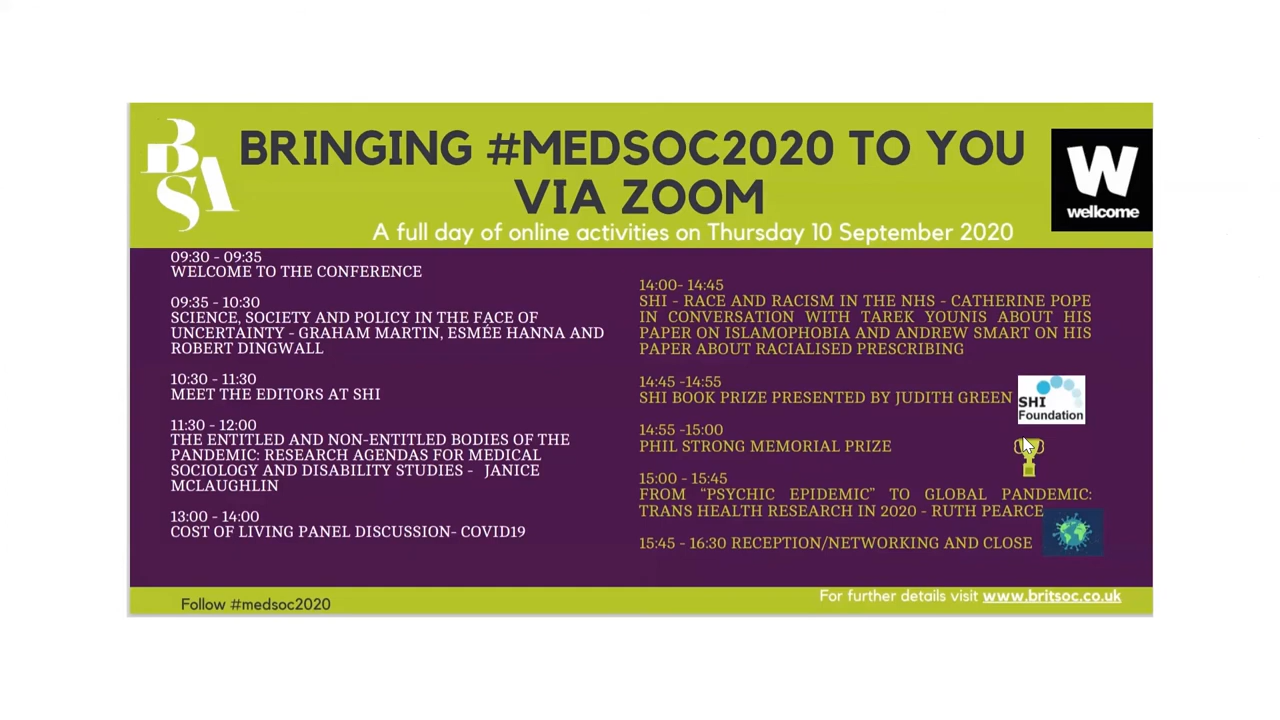 BSA
BRINGING #MEDSOC2020 TO YOU
VIA ZOOM
A full day of online activities on Thursday 10 September 2020
W
wellcome
09:30 - 09:35
WELCOME TO THE CONFERENCE
09:35 - 10:30
SCIENCE, SOCIETY AND POLICY IN THE FACE OF
UNCERTAINTY - GRAHAM MARTIN, ESMÉE HANNA AND
ROBERT DINGWALL
10:30 - 11:30
MEET THE EDITORS AT SHI
11:30 - 12:00
THE ENTITLED AND NON-ENTITLED BODIES OF THE
PANDEMIC: RESEARCH AGENDAS FOR MEDICAL
SOCIOLOGY AND DISABILITY STUDIES - JANICE
MCLAUGHLIN
13:00 - 14:00
COST OF LIVING PANEL DISCUSSION- COVID19
14:00- 14:45
SHI - RACE AND RACISM IN THE NHS - CATHERINE POPE
IN CONVERSATION WITH TAREK YOUNIS ABOUT HIS
PAPER ON ISLAMOPHOBIA AND ANDREW SMART ON HIS
PAPER ABOUT RACIALISED PRESCRIBING
14:45 -14:55
SHI BOOK PRIZE PRESENTED BY JUDITH GREEN
SHI
Foundation
14:55 -15:00
PHIL STRONG MEMORIAL PRIZE
15:00 - 15:45
FROM “PSYCHIC EPIDEMIC” TO GLOBAL PANDEMIC:
TRANS HEALTH RESEARCH IN 2020 - RUTH PEARCE
15:45 - 16:30 RECEPTION/NETWORKING AND CLOSE
Follow #medsoc2020
For further details visit www.britsoc.co.uk